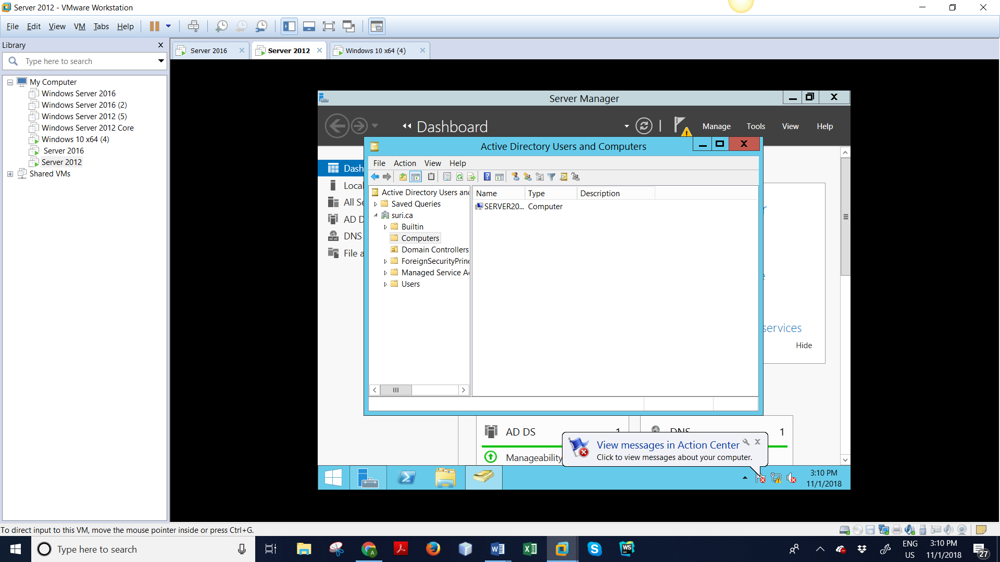 Server 2012 - VMware Workstation
File Edit View VM Tabs Help
Library
Type here to search
My Computer
Windows Server 2016
Windows Server 2016 (2)
Windows Server 2012 (5)
Windows Server 2012 Core
Windows 10 x64 (4)
Server 2016
Server 2012
Shared VMs
Server 2016
Server 2012
Windows 10 x64 (4)
Server Manager
Dashboard
Manage Tools View Help
Dash
Local
All Se
AD D
DNS
File a
Active Directory Users and Computers
File Action View Help
Active Directory Users and
Saved Queries
suri.ca
Builtin
Computers
Domain Controllers
ForeignSecurityPrinc
Managed Service Ac
Users
Name Type Description
SERVER20... Computer
services
Hide
AD DS 1
Manageability
DNS 1
View messages in Action Center
Click to view messages about your computer.
3:10 PM
11/1/2018
To direct input to this VM, move the mouse pointer inside or press Ctrl+G.
Type here to search
ENG
US
3:10 PM
11/1/2018
27